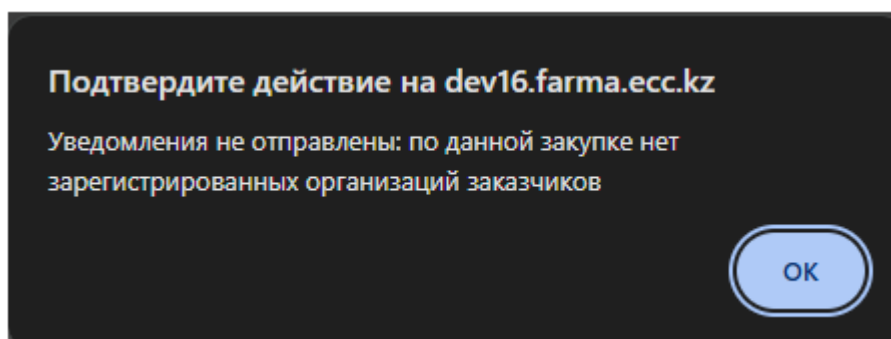 Подтвердите действие на dev16.farma.ecc.kz
Уведомления не отправлены: по данной закупке нет
зарегистрированных организаций заказчиков
ОК